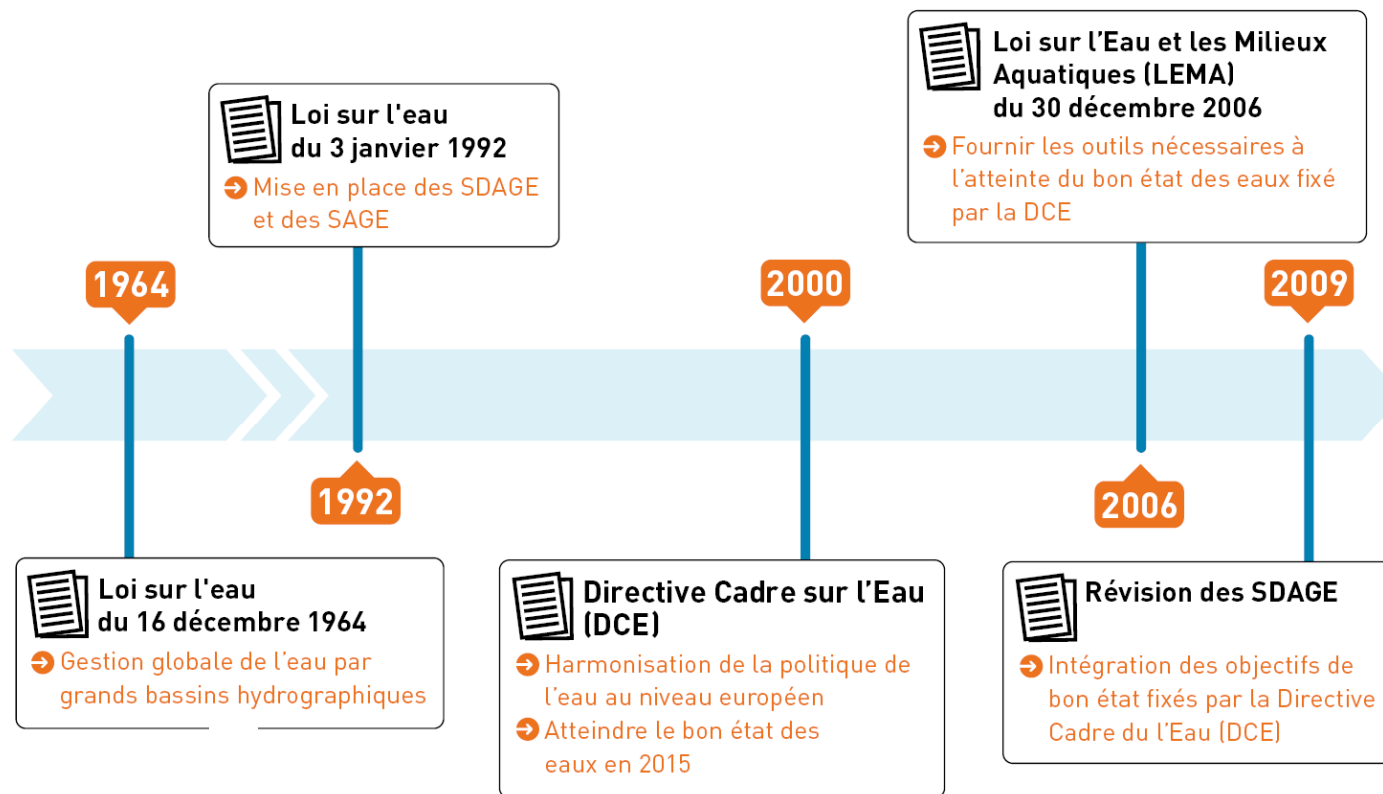 1964
Loi sur l'eau
du 16 décembre 1964
Gestion globale de l'eau par
grands bassins hydrographiques
Loi sur l'eau
du 3 janvier 1992
Mise en place des SDAGE
et des SAGE
1992
2000
Directive Cadre sur l'Eau
(DCE)
Harmonisation de la politique de
l'eau au niveau européen
Atteindre le bon état des
eaux en 2015
Loi sur l'Eau et les Milieux
Aquatiques (LEMA)
du 30 décembre 2006
Fournir les outils nécessaires à
l'atteinte du bon état des eaux fixé
par la DCE
2006
2009
Révision des SDAGE
Intégration des objectifs de
bon état fixés par la Directive
Cadre du l'Eau (DCE)